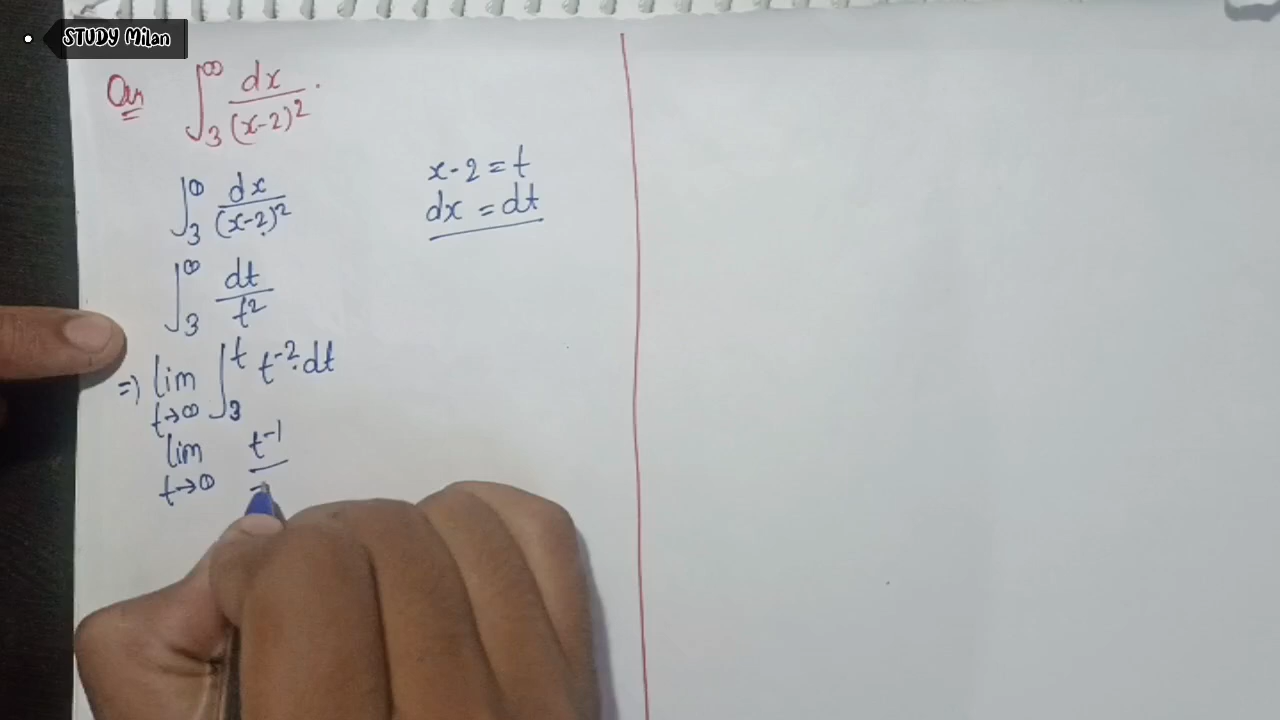 STUDY Milan
Qn ∫₃^∞ dx/(x-2)² .
∫₃^∞ dx/(x-2)²
x-2 = t
dx = dt
∫₃^∞ dt/t²
⇒ lim t→∞ ∫₃^t t⁻² . dt
lim t→∞ t⁻¹/-